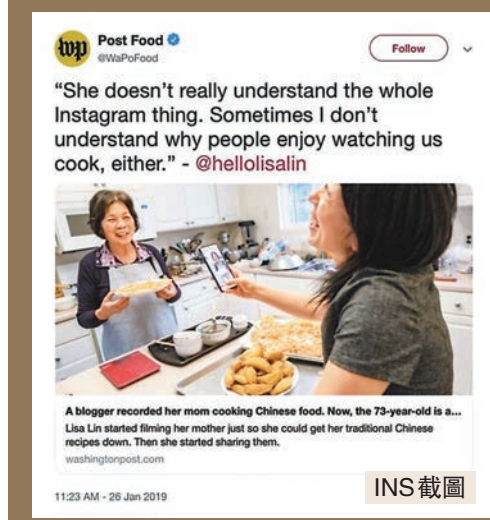 wp
Post Food
@WaPoFood
Follow
“She doesn’t really understand the whole
Instagram thing. Sometimes I don’t
understand why people enjoy watching us
cook, either.” - @hellolisalin
A blogger recorded her mom cooking Chinese food. Now, the 73-year-old is a...
Lisa Lin started filming her mother just so she could get her traditional Chinese
recipes down. Then she started sharing them.
washingtonpost.com
11:23 AM - 26 Jan 2019
INS截圖